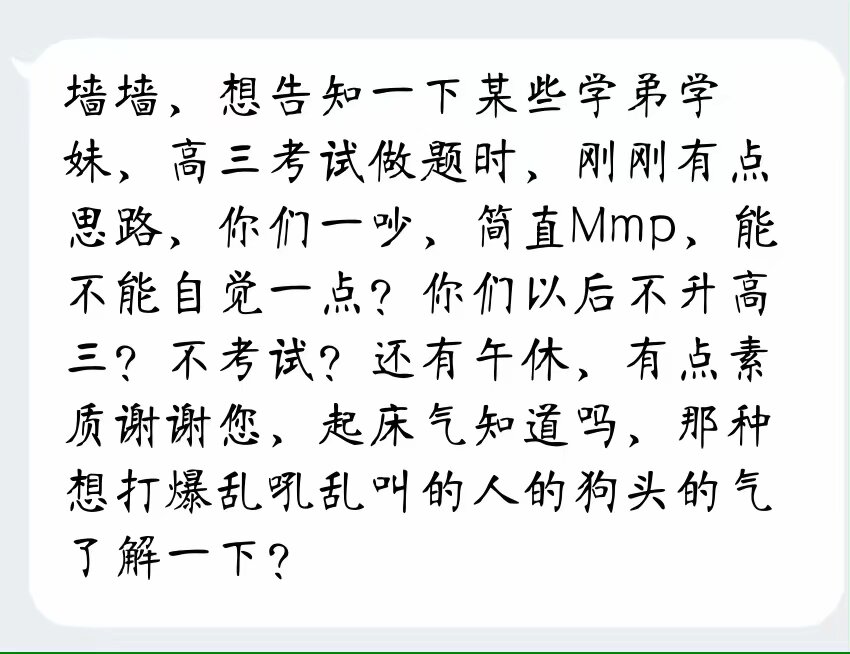 墙墙，想告知一下某些学弟学
妹，高三考试做题时，刚刚有点
思路，你们一吵，简直Mmp，能
不能自觉一点？你们以后不升高
三？不考试？还有午休，有点素
质谢谢您，起床气知道吗，那种
想打爆乱吼乱叫的人的狗头的气
了解一下？